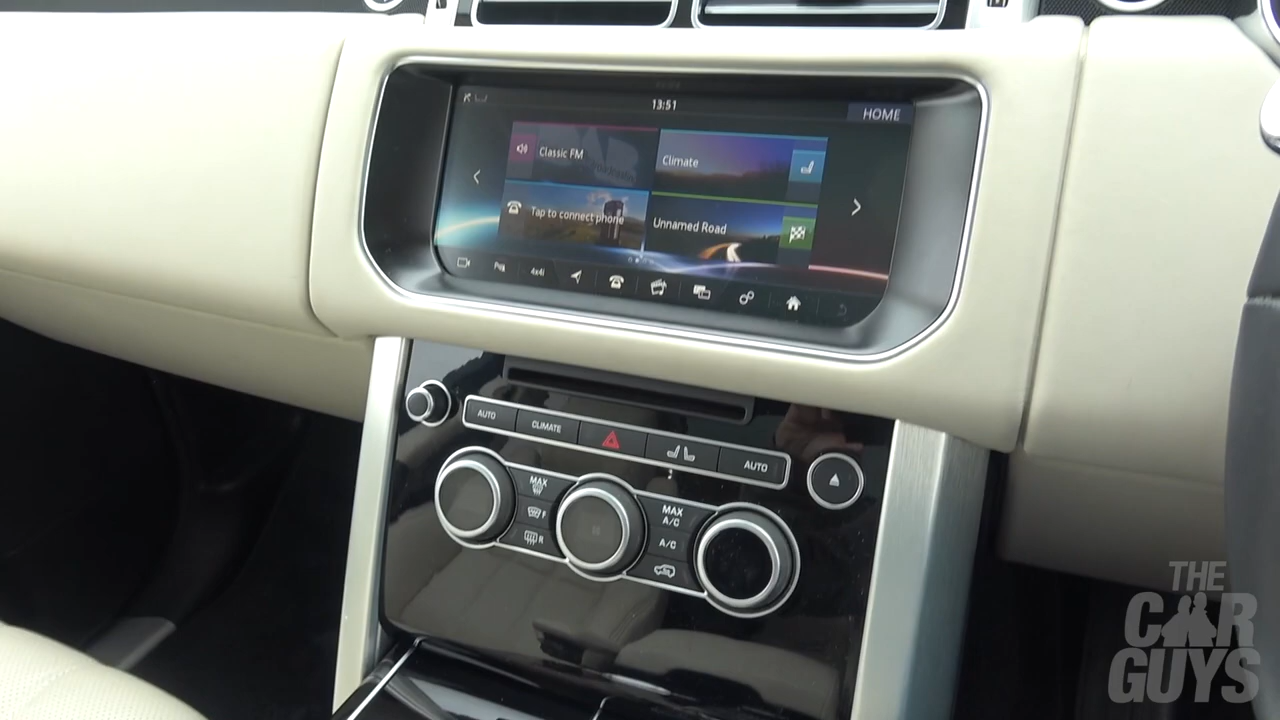 13:51
HOME
Classic FM
Climate
Tap to connect phone
Unnamed Road
4x4i
AUTO
CLIMATE
AUTO
MAX
F
R
MAX
A/C
A/C
THE
CAR
GUYS